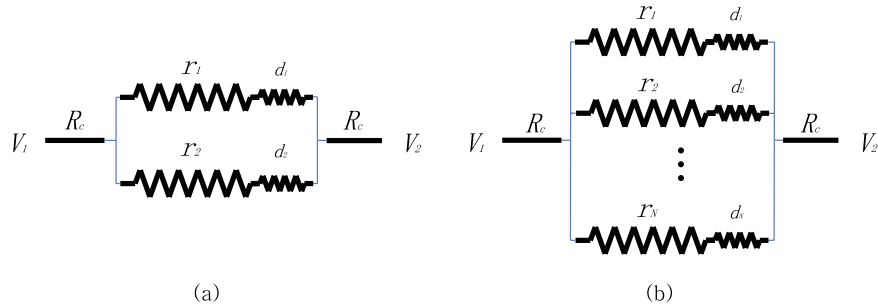 r1 d1
r1 d1
r2 d2
V1 Rc Rc V2
V1 Rc Rc V2
r2 d2
rN dN
(a) (b)